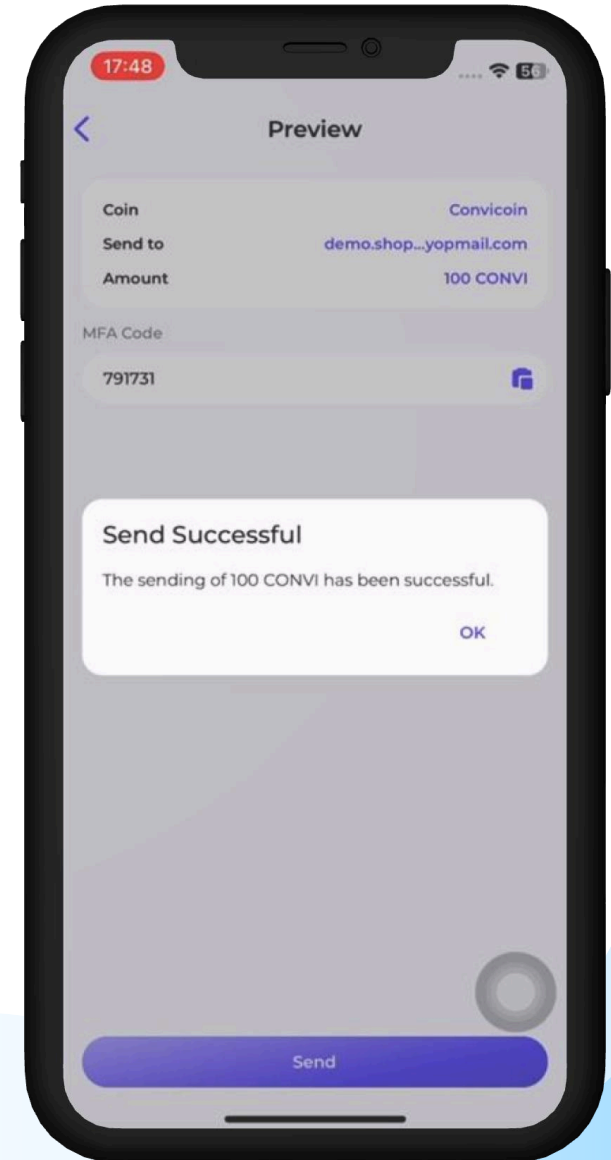 17:48
56
Preview
Coin Convicoin
Send to demo.shop...yopmail.com
Amount 100 CONVI
MFA Code
791731
Send Successful
The sending of 100 CONVI has been successful.
OK
Send